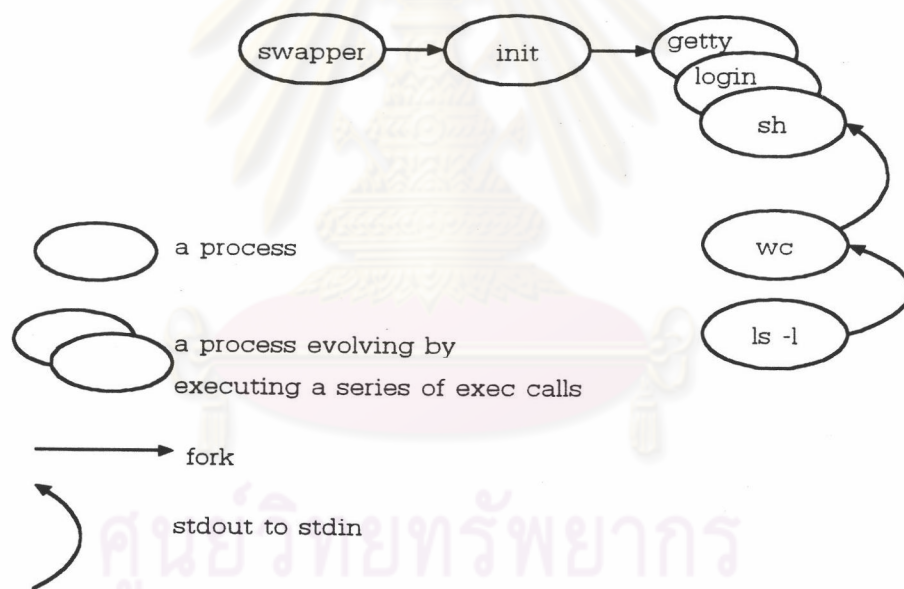 swapper
init
getty
login
sh
wc
ls -l
a process
a process evolving by
executing a series of exec calls
fork
stdout to stdin
ศูนย์วิทยทรัพยากร